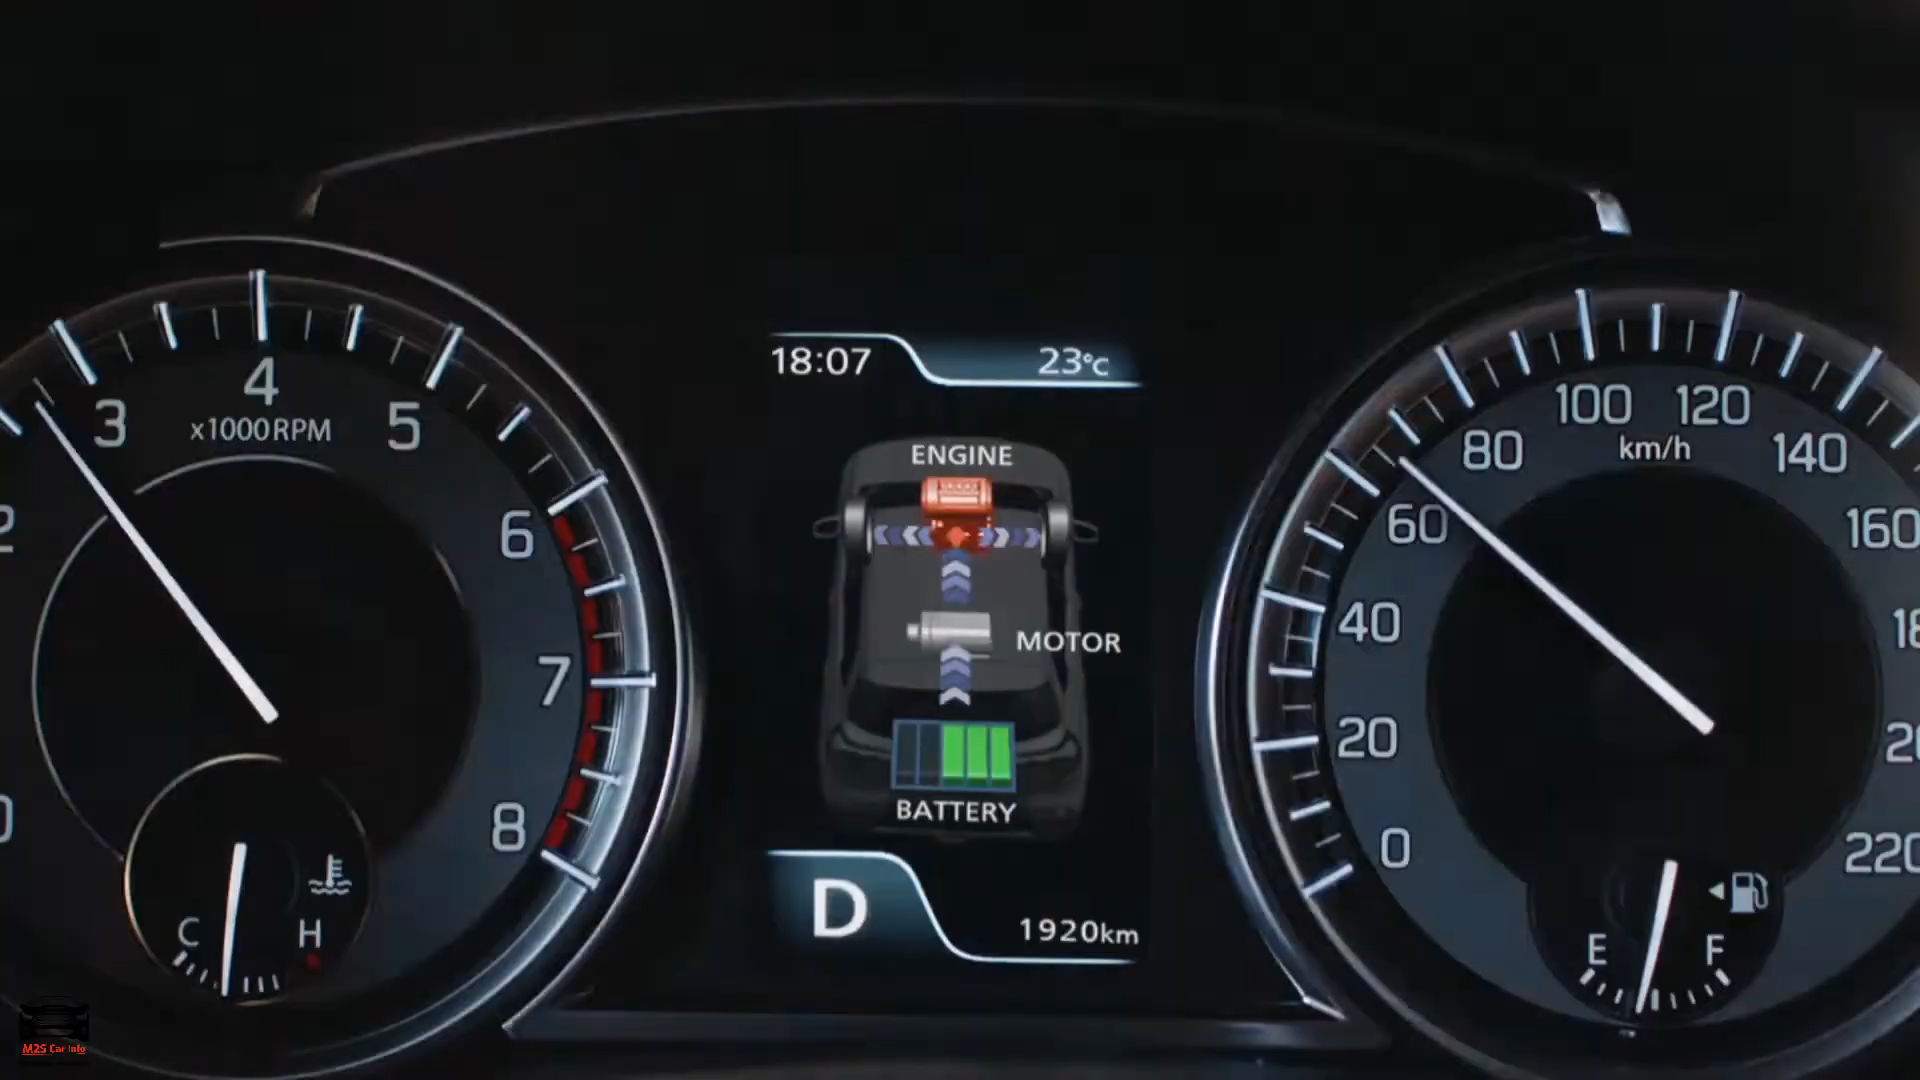 18:07
23°C
4
3
5
x1000RPM
2
6
7
8
C
H
ENGINE
MOTOR
BATTERY
D
1920km
100
120
km/h
80
140
60
160
40
20
0
220
E
F
M2S Car Info